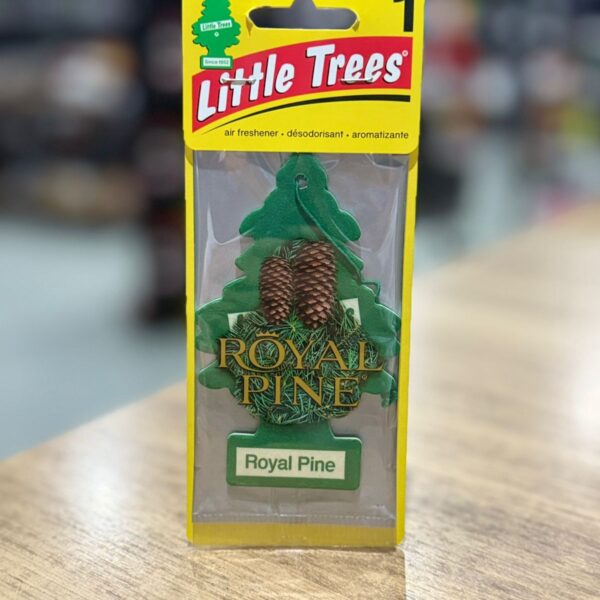 1
Little Trees
Since 1952
Little Trees®
air freshener • désodorisant • aromatizante
ROYAL
PINE®
Royal Pine